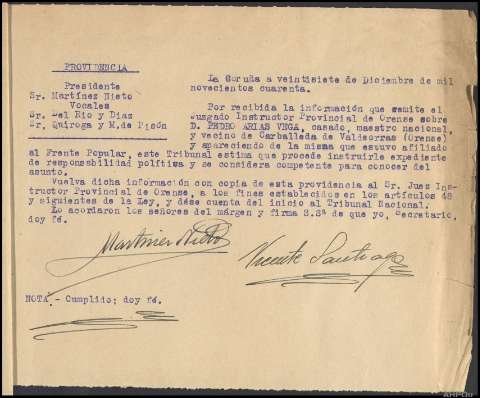 PROVIDENCIA
Presidente
Sr. Martínez Nieto
Vocales
Sr. Del Rio y Diaz
Sr. Quiroga y M. de Pisón
La Coruña a veintisiete de Diciembre de mil
novecientos cuarenta.
Por recibida la información que remite el
Juzgado Instructor Provincial de Orense sobre
D. PEDRO ARIAS VEGA, casado, maestro nacional,
y vecino de Carballeda de Valdeorras (Orense)
y apareciendo de la misma que estuvo afiliado
al Frente Popular, este Tribunal estima que procede instruirle expediente
de responsabilidad política y se considera competente para conocer del
asunto.
Vuelva dicha información con copia de esta providencia al Sr. Juez Ins-
tructor Provincial de Orense, a los fines establecidos en los artículos 48
y siguientes de la Ley, y dése cuenta del inicio al Tribunal Nacional.
Lo acordaron los señores del márgen y firma S.Sª de que yo, Secretario,
doy fé.
Martínez Nieto
Vicente Santiago
NOTA - Cumplido; doy fé.
AHPOu